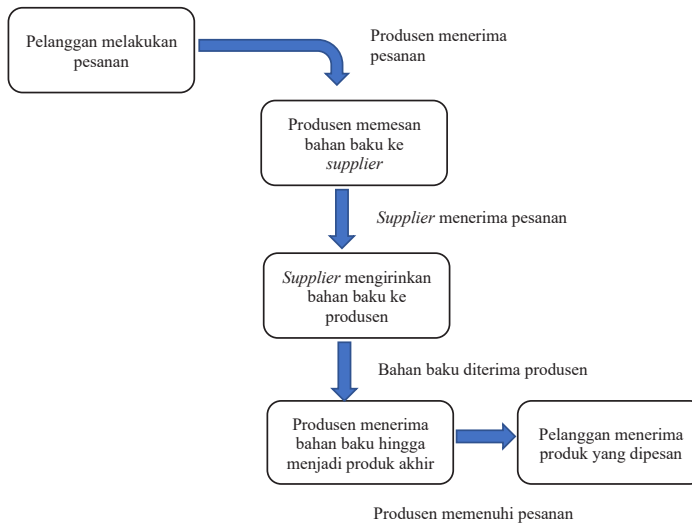 Pelanggan melakukan
pesanan
Produsen menerima
pesanan
Produsen memesan
bahan baku ke
supplier
Supplier menerima pesanan
Supplier mengirinkan
bahan baku ke
produsen
Bahan baku diterima produsen
Produsen menerima
bahan baku hingga
menjadi produk akhir
Pelanggan menerima
produk yang dipesan
Produsen memenuhi pesanan